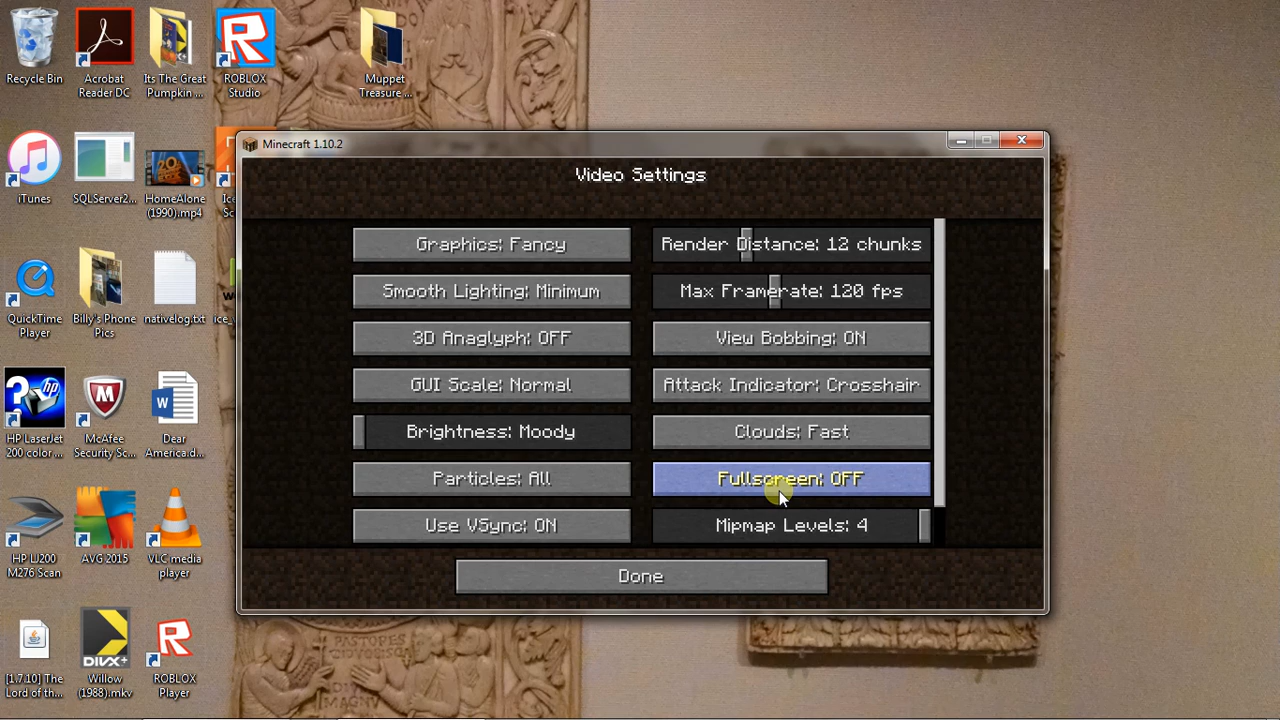 Recycle Bin
Acrobat
Reader DC
Its The Great
Pumpkin ...
ROBLOX
Studio
Muppet
Treasure ...
iTunes
SQLServer2...
HomeAlone
(1990).mp4
Ice
Sc
QuickTime
Player
Billy's Phone
Pics
nativelog.txt
ice_
HP LaserJet
200 color ...
McAfee
Security Sc...
Dear
America.d...
HP LJ200
M276 Scan
AVG 2015
VLC media
player
[1.7.10] The
Lord of th...
DIVX+
Willow
(1988).mkv
ROBLOX
Player
Minecraft 1.10.2
Video Settings
Graphics: Fancy
Render Distance: 12 chunks
Smooth Lighting: Minimum
Max Framerate: 120 fps
3D Anaglyph: OFF
View Bobbing: ON
GUI Scale: Normal
Attack Indicator: Crosshair
Brightness: Moody
Clouds: Fast
Particles: All
Fullscreen: OFF
Use VSync: ON
Mipmap Levels: 4
Done
PASTORES